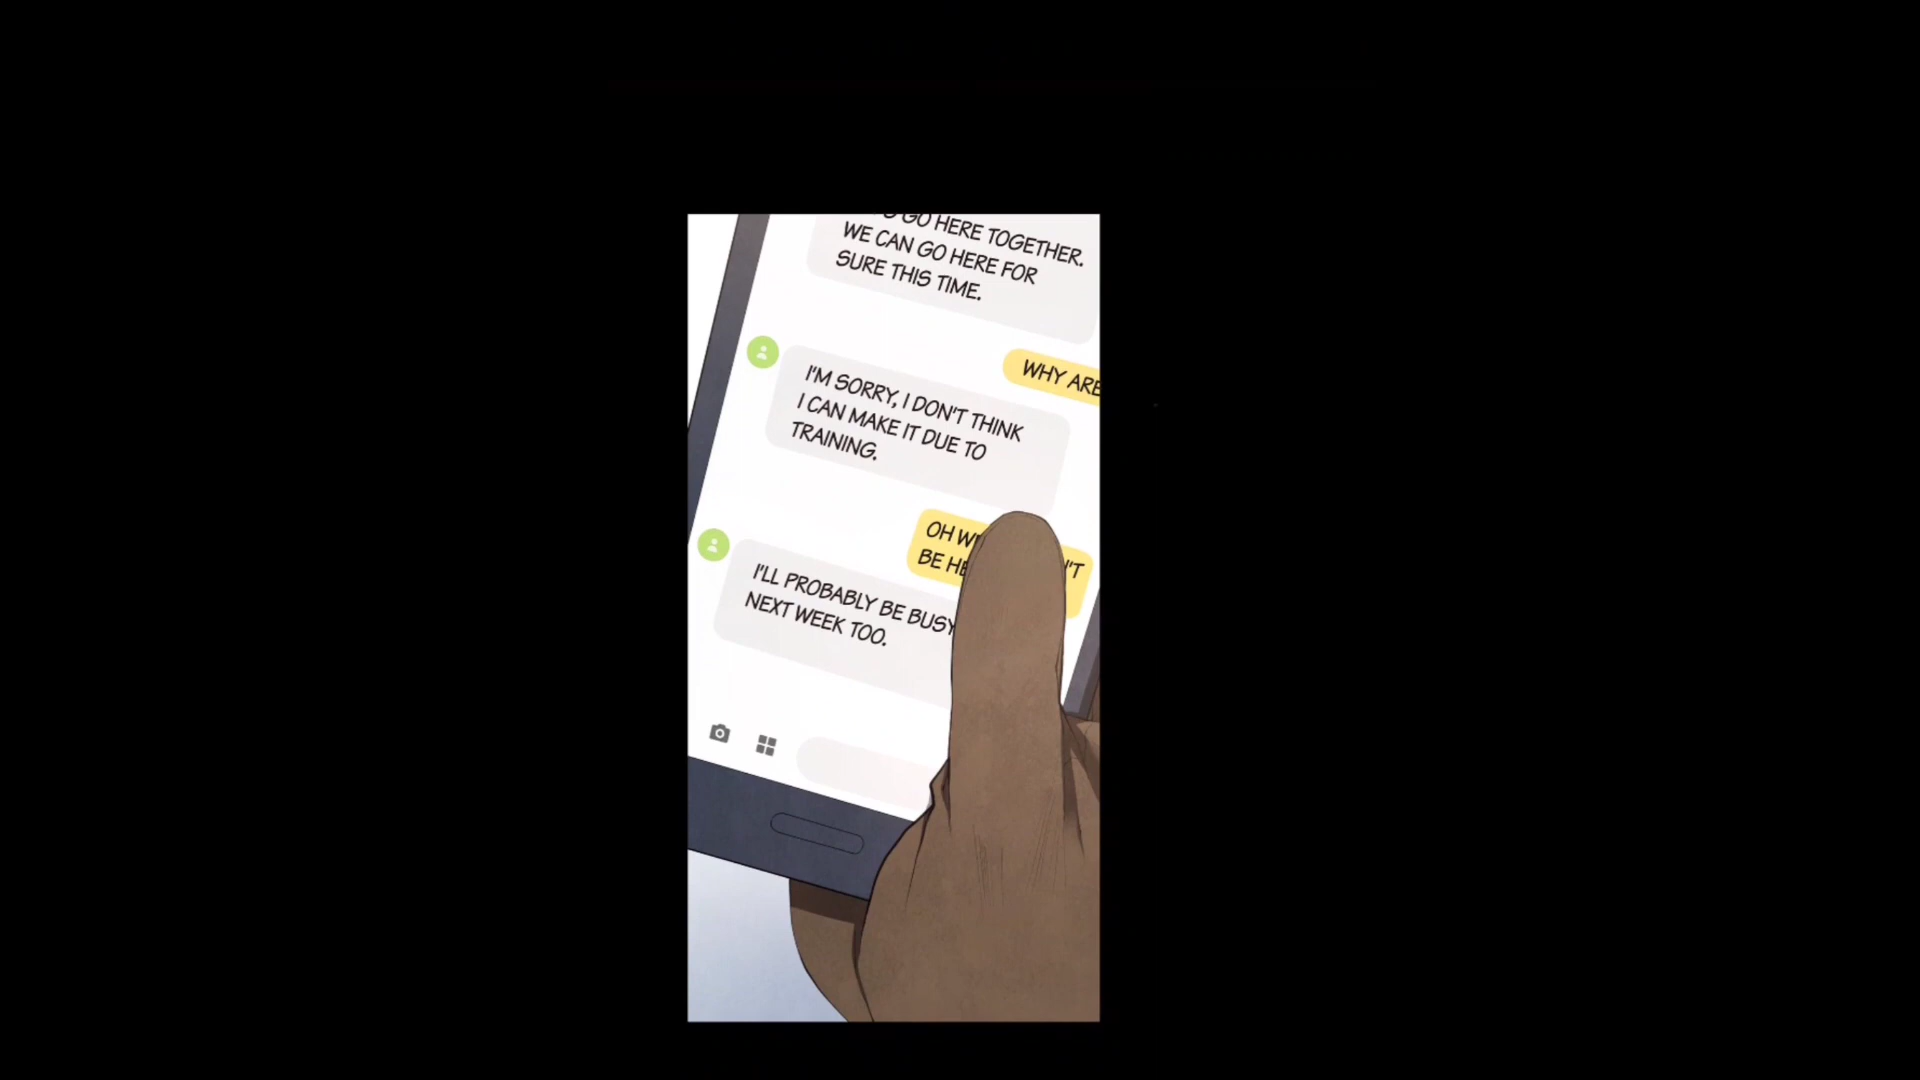 GO HERE TOGETHER.
WE CAN GO HERE FOR
SURE THIS TIME.
WHY ARE
I'M SORRY, I DON'T THINK
I CAN MAKE IT DUE TO
TRAINING.
OH
BE
I'LL PROBABLY BE BUSY
NEXT WEEK TOO.